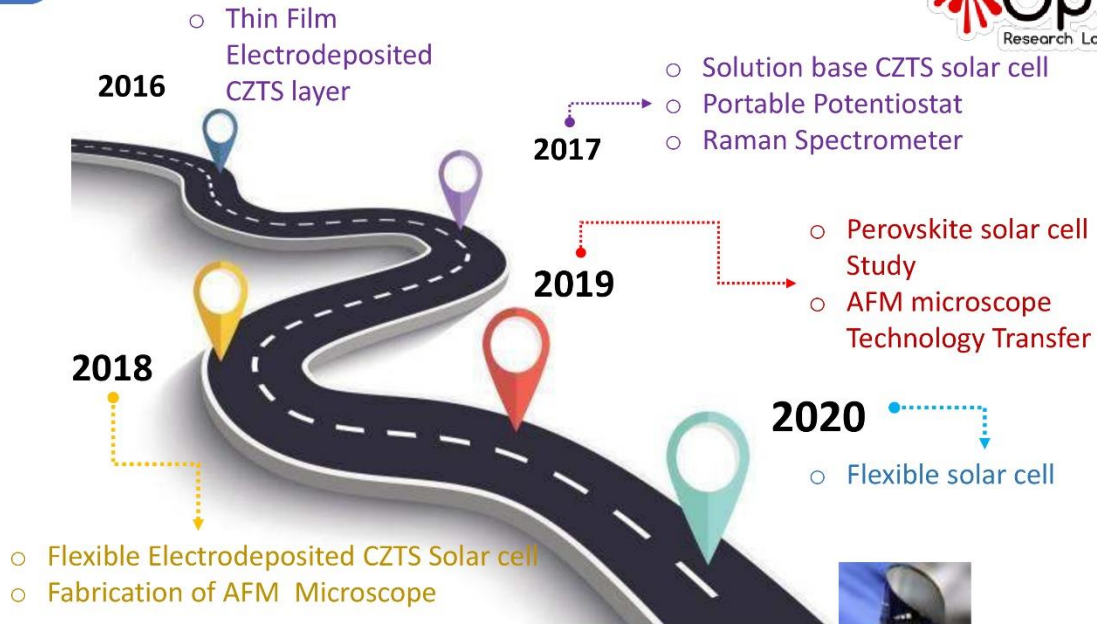 2016
Thin Film
Electrodeposited
CZTS layer
Research
2017
Solution base CZTS solar cell
Portable Potentiostat
Raman Spectrometer
2019
Perovskite solar cell
Study
AFM microscope
Technology Transfer
2018
Flexible Electrodeposited CZTS Solar cell
Fabrication of AFM  Microscope
2020
Flexible solar cell